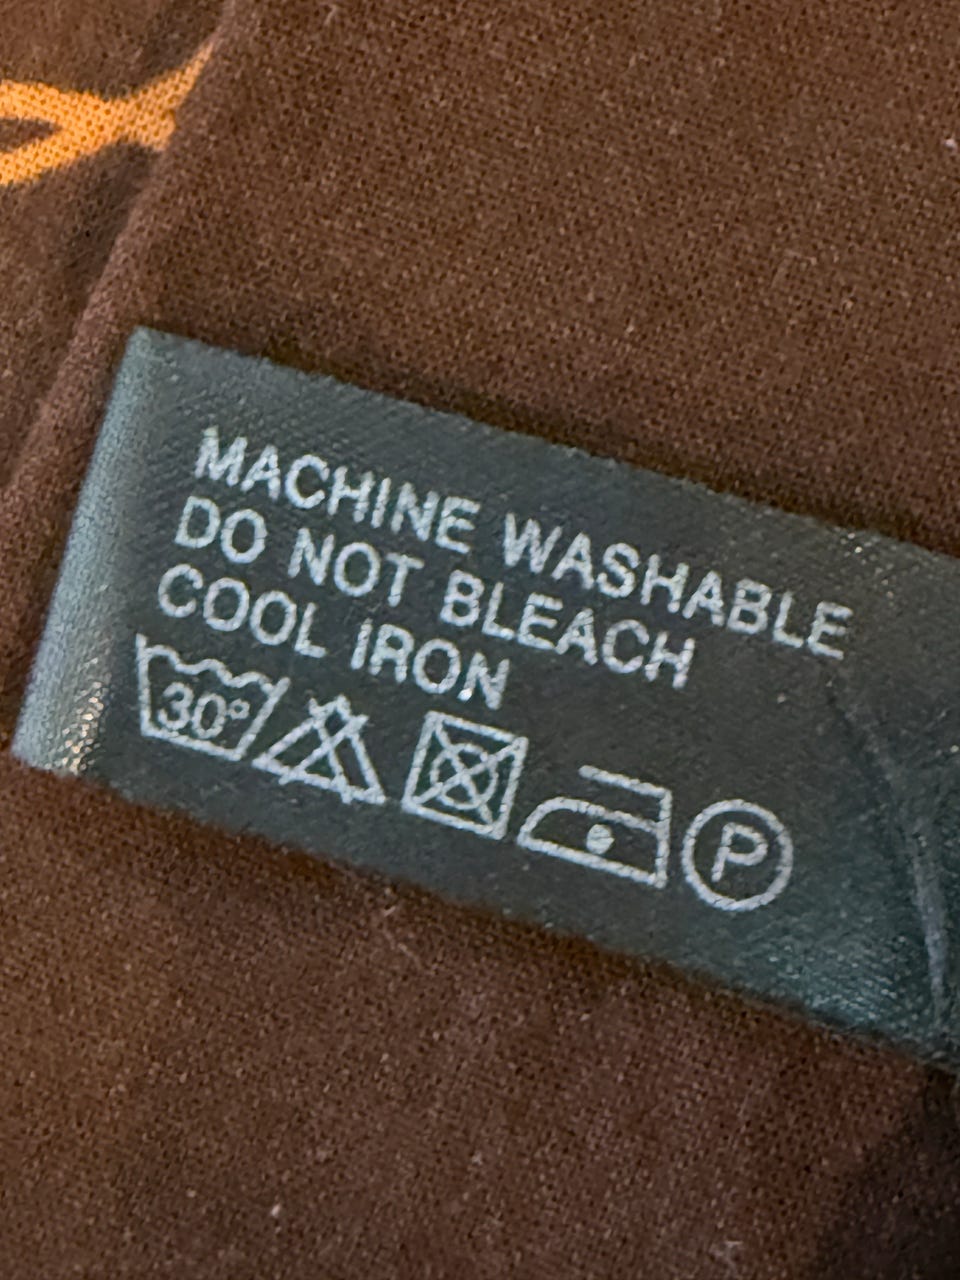 MACHINE WASHABLE
DO NOT BLEACH
COOL IRON
30° P